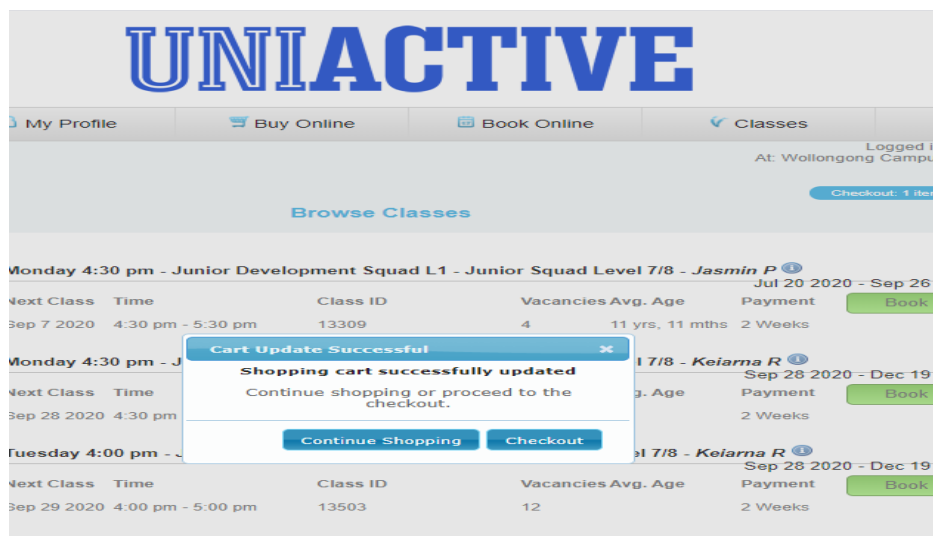 UNIACTIVE
My Profile Buy Online Book Online Classes
Logged i
At: Wollongong Campu
Checkout: 1 iter
Browse Classes
Monday 4:30 pm - Junior Development Squad L1 - Junior Squad Level 7/8 - Jasmin P
Jul 20 2020 - Sep 26
Next Class Time Class ID Vacancies Avg. Age Payment Book
Sep 7 2020 4:30 pm - 5:30 pm 13309 4 11 yrs, 11 mths 2 Weeks
Cart Update Successful
Shopping cart successfully updated
Continue shopping or proceed to the
checkout.
Continue Shopping Checkout
Monday 4:30 pm - J l 7/8 - Keiarna R
Sep 28 2020 - Dec 19
Next Class Time g. Age Payment Book
Sep 28 2020 4:30 pm 2 Weeks
Tuesday 4:00 pm - el 7/8 - Keiarna R
Sep 28 2020 - Dec 19
Next Class Time Class ID Vacancies Avg. Age Payment Book
Sep 29 2020 4:00 pm - 5:00 pm 13503 12 2 Weeks